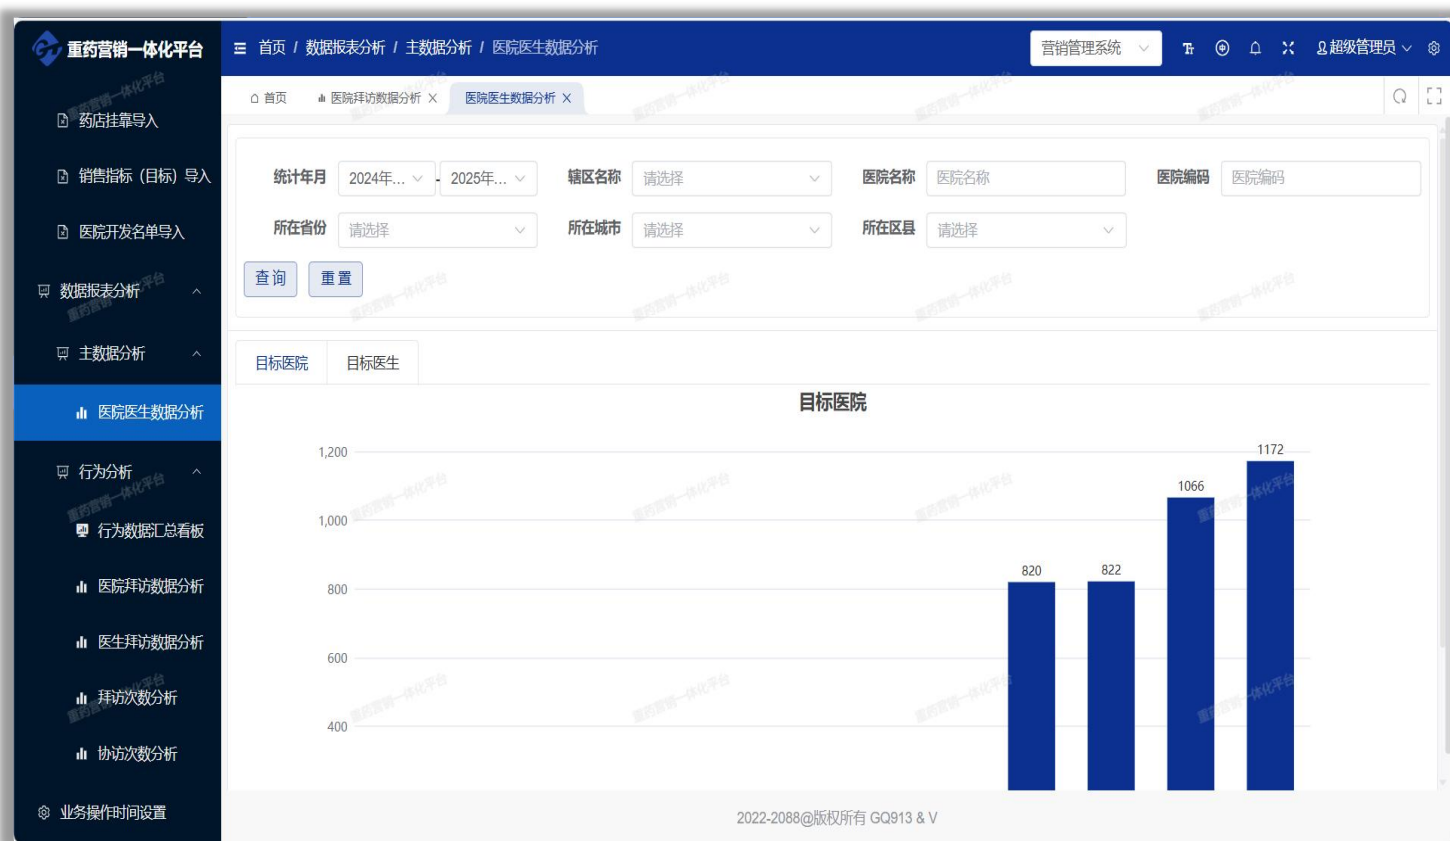 重药营销一体化平台
首页 / 数据报表分析 / 主数据分析 / 医院医生数据分析
营销管理系统
超级管理员
首页
医院拜访数据分析 X
医院医生数据分析 X
药店挂靠导入
销售指标（目标）导入
医院开发名单导入
数据报表分析
主数据分析
医院医生数据分析
行为分析
行为数据汇总看板
医院拜访数据分析
医生拜访数据分析
拜访次数分析
协访次数分析
业务操作时间设置
统计年月 2024年... - 2025年...
辖区名称 请选择
医院名称 医院名称
医院编码 医院编码
所在省份 请选择
所在城市 请选择
所在区县 请选择
查询 重置
目标医院 目标医生
目标医院
1,200
1,000
800
600
400
820
822
1066
1172
重药营销一体化平台
2022-2088@版权所有 GQ913 & V